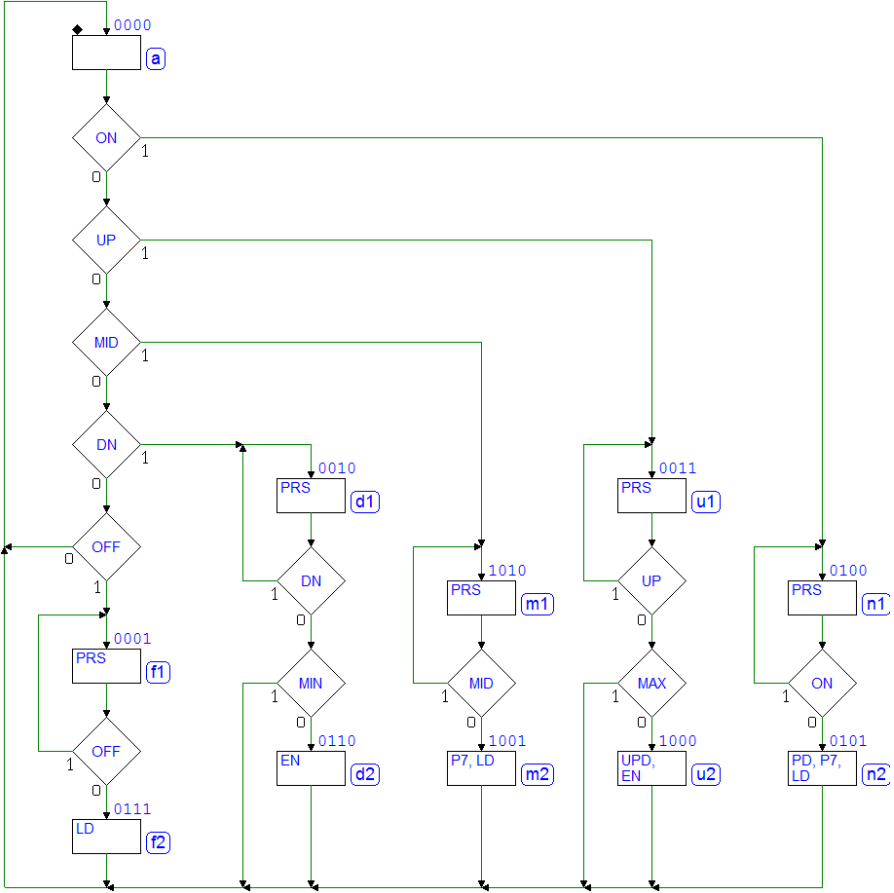 0000
a
ON
1
0
UP
1
0
MID
1
0
DN
1
0
0010
PRS
d1
0011
PRS
u1
OFF
0
1
DN
1
0
1010
PRS
m1
UP
1
0
0100
PRS
n1
0001
PRS
f1
MIN
1
0
MID
1
0
MAX
1
0
ON
1
0
OFF
1
0
0110
EN
d2
1001
P7, LD
m2
1000
UPD,
EN
u2
0101
PD, P7,
LD
n2
0111
LD
f2